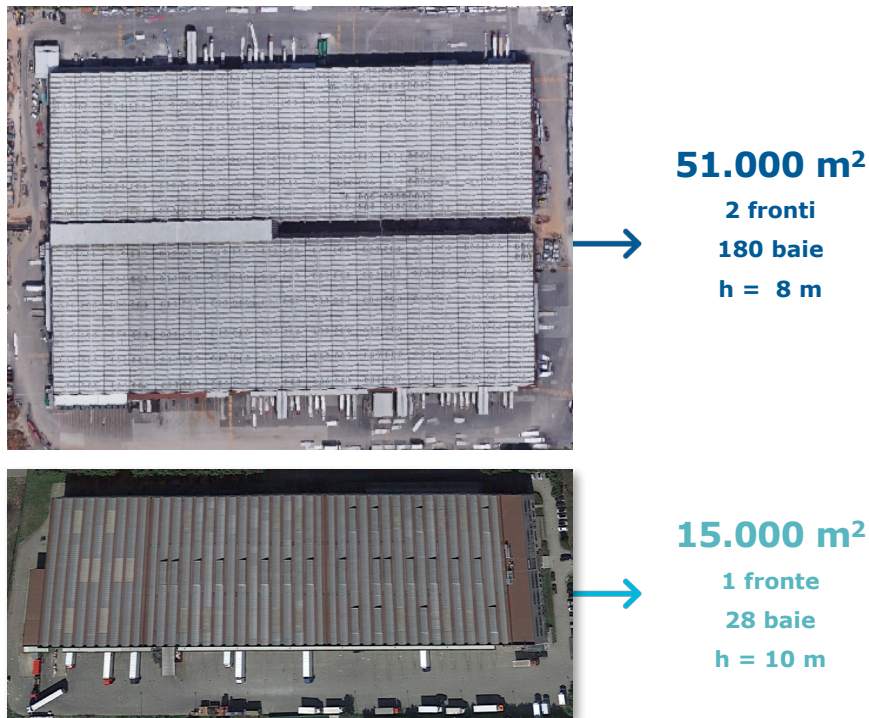 51.000 m²
2 fronti
180 baie
h = 8 m
15.000 m²
1 fronte
28 baie
h = 10 m